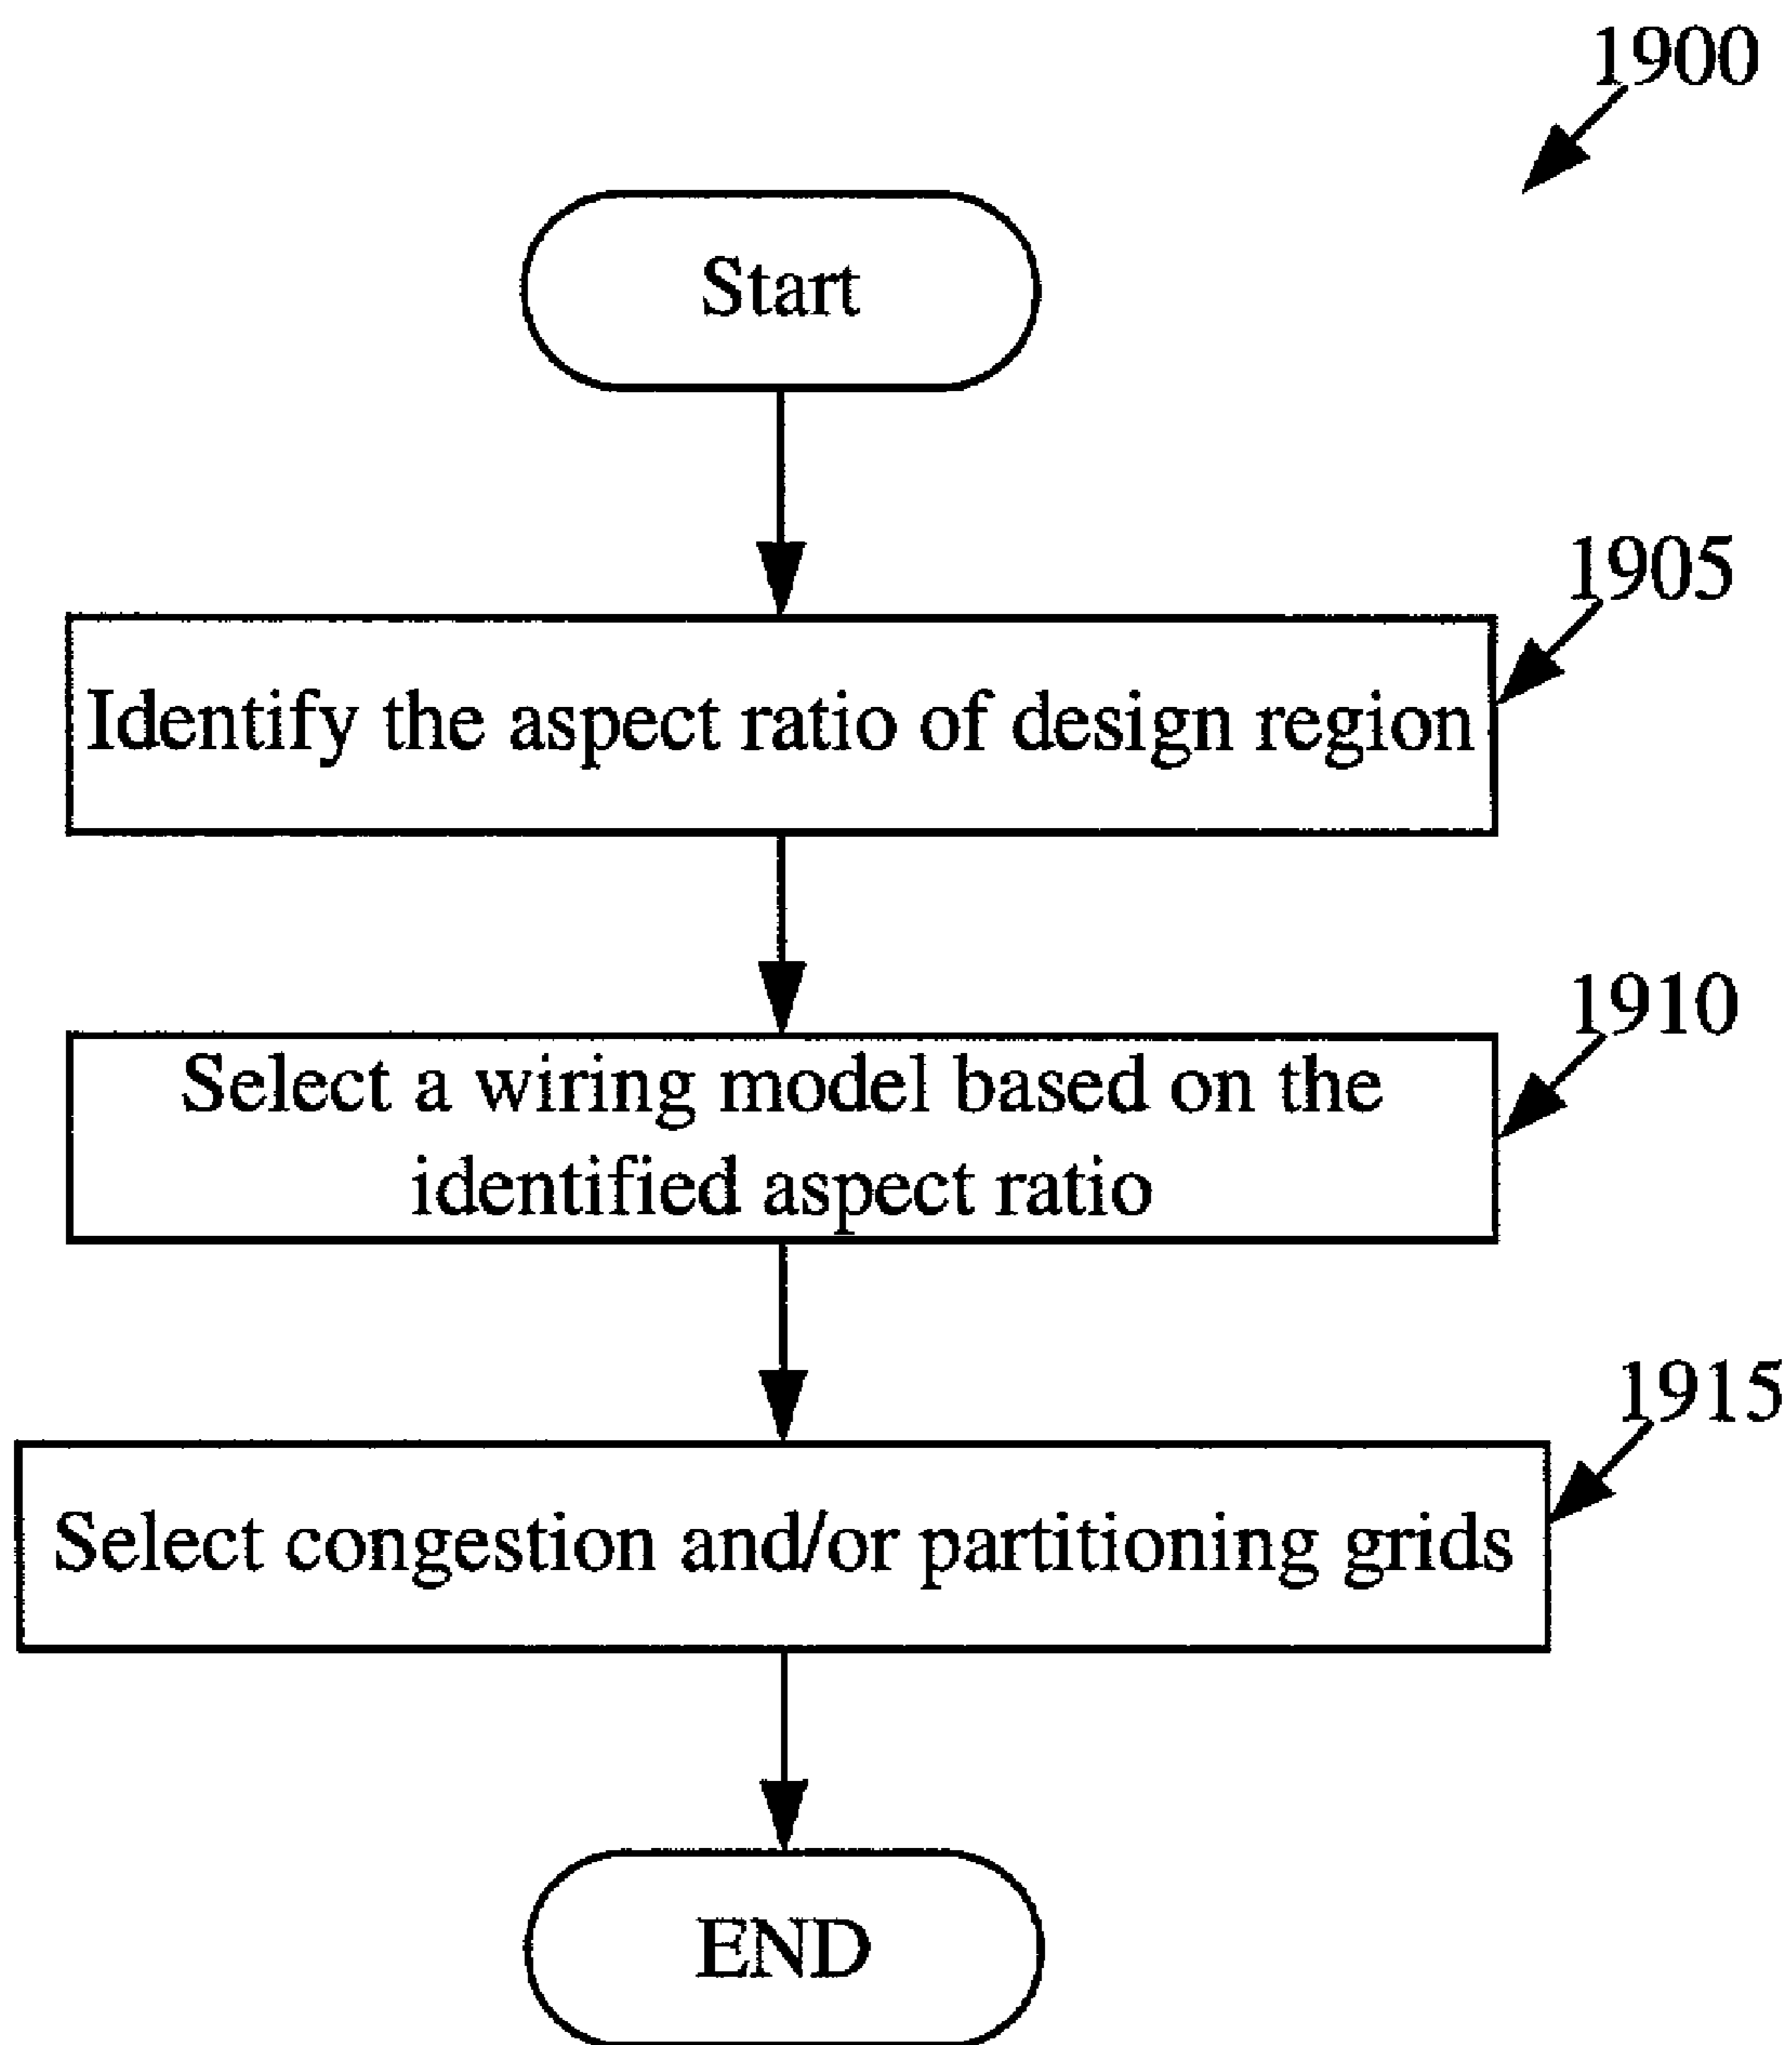 1900
Start
1905
Identify the aspect ratio of design region
1910
Select a wiring model based on the
identified aspect ratio
1915
Select congestion and/or partitioning grids
END